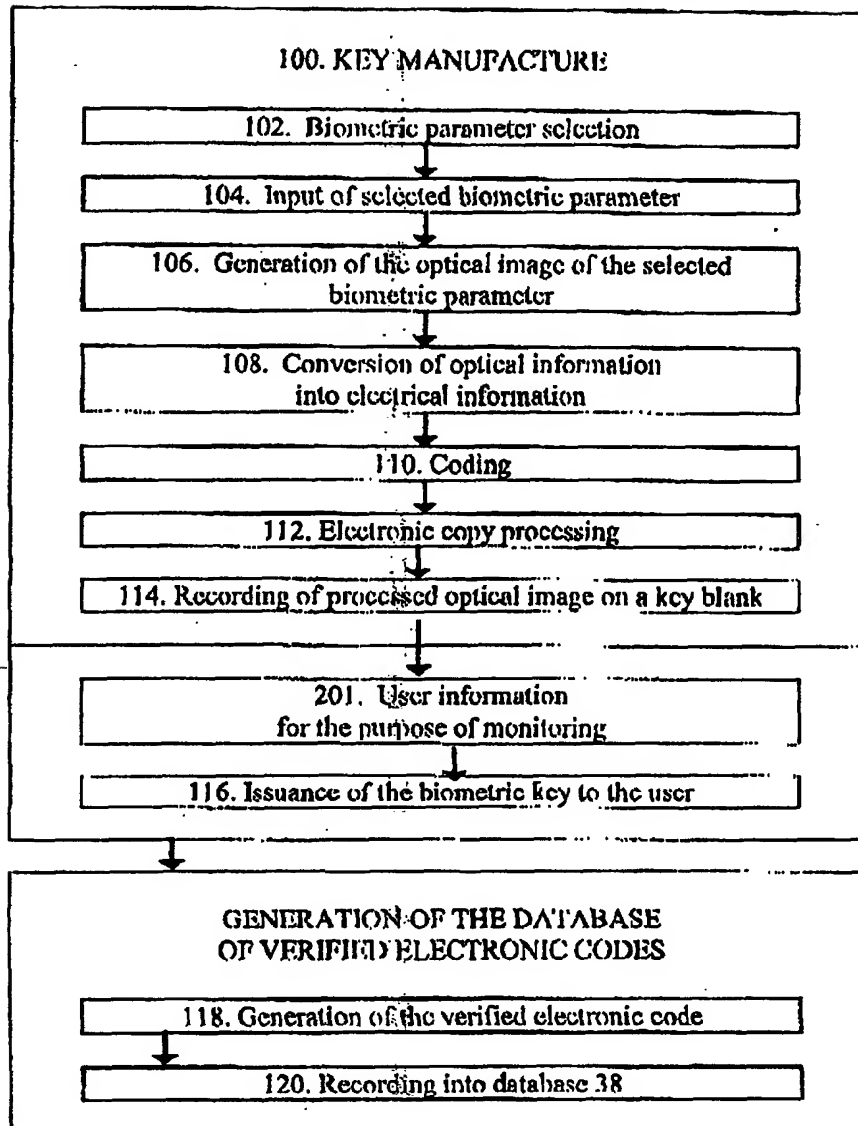 100. KEY MANUFACTURE
102. Biometric parameter selection
104. Input of selected biometric parameter
106. Generation of the optical image of the selected
biometric parameter
108. Conversion of optical information
into electrical information
110. Coding
112. Electronic copy processing
114. Recording of processed optical image on a key blank
201. User information
for the purpose of monitoring
116. Issuance of the biometric key to the user
GENERATION OF THE DATABASE
OF VERIFIED ELECTRONIC CODES
118. Generation of the verified electronic code
120. Recording into database 38